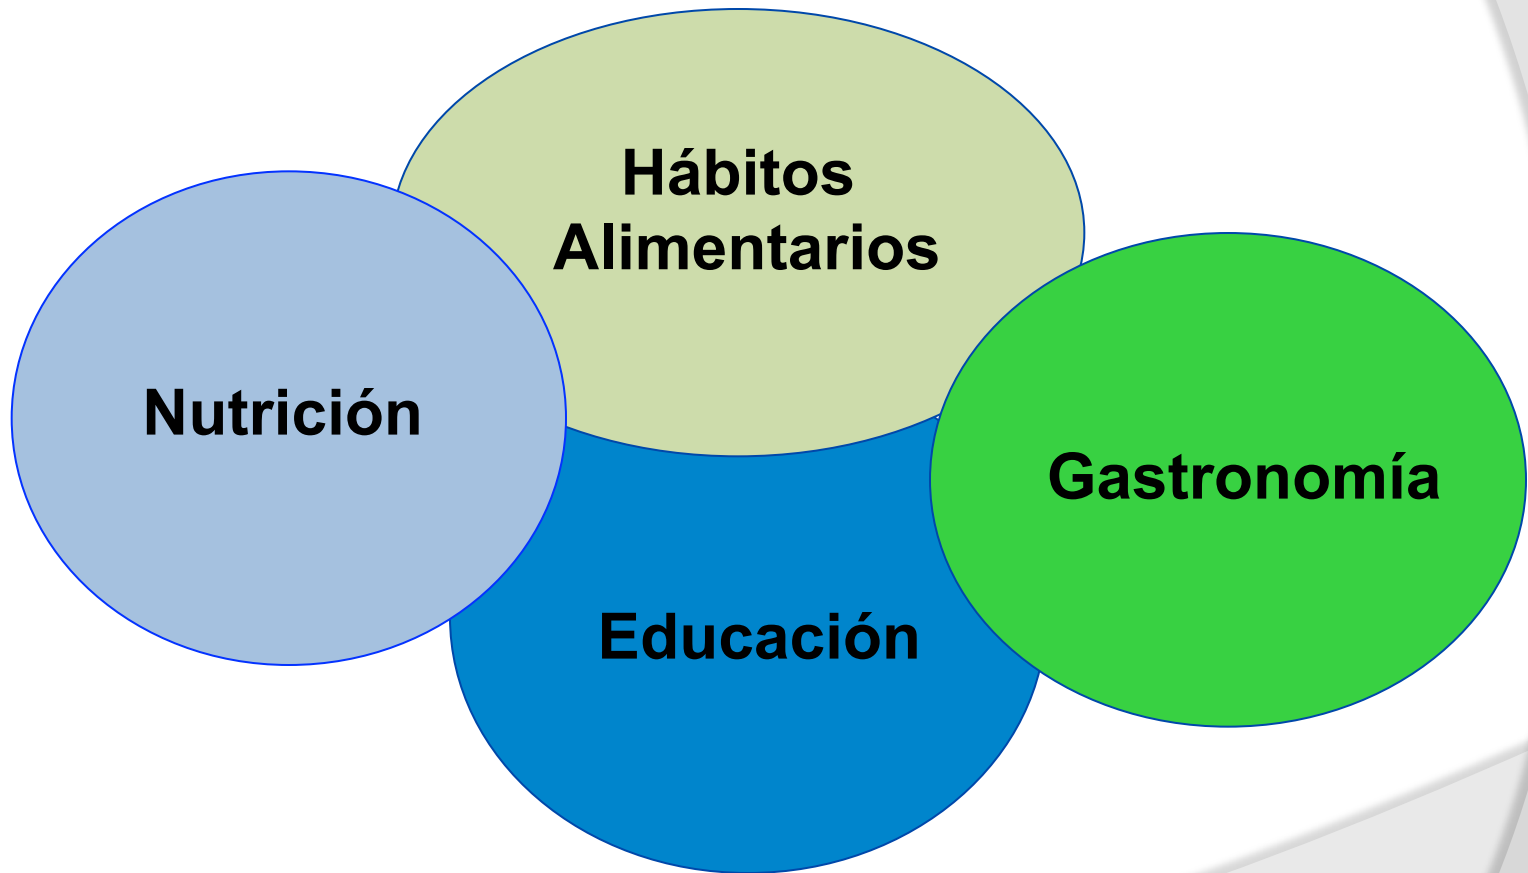 Hábitos
Alimentarios
Nutrición
Gastronomía
Educación